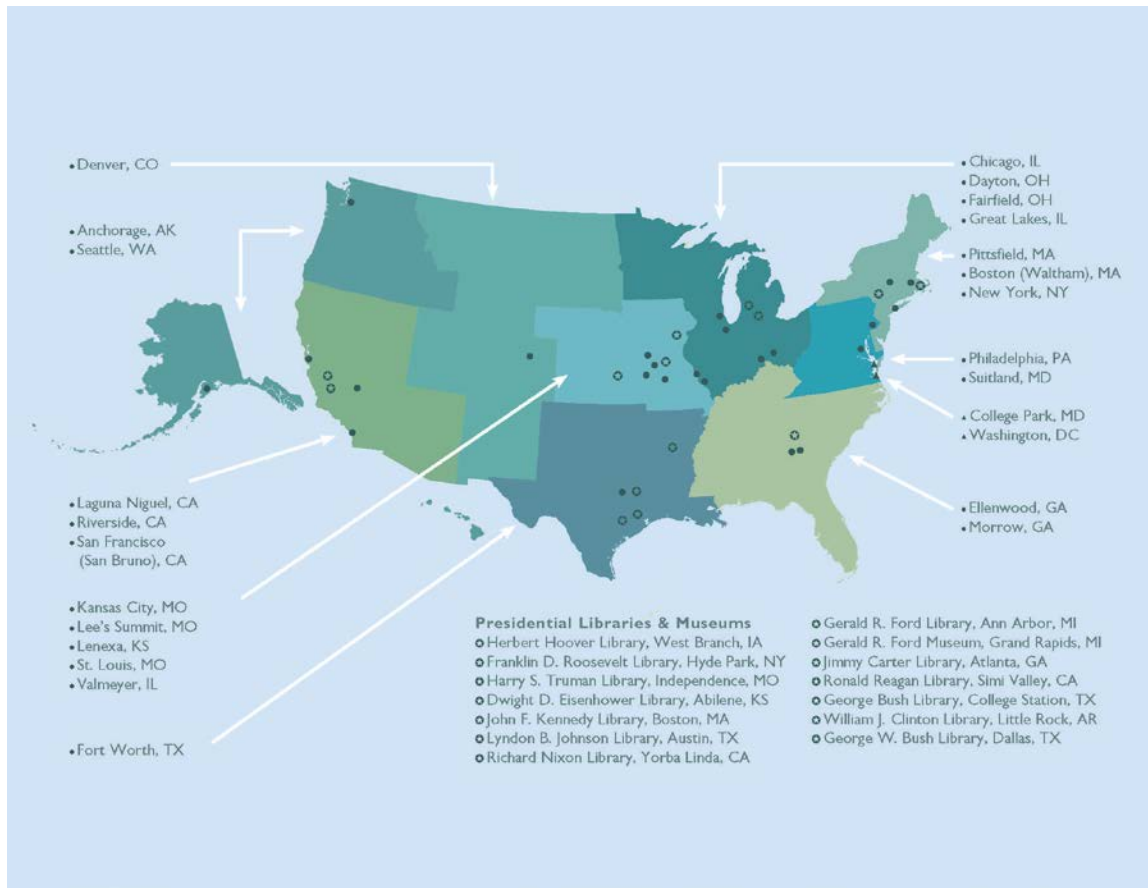 • Denver, CO
• Anchorage, AK
• Seattle, WA
• Laguna Niguel, CA
• Riverside, CA
• San Francisco
(San Bruno), CA
• Kansas City, MO
• Lee's Summit, MO
• Lenexa, KS
• St. Louis, MO
• Valmeyer, IL
• Fort Worth, TX
• Chicago, IL
• Dayton, OH
• Fairfield, OH
• Great Lakes, IL
• Pittsfield, MA
• Boston (Waltham), MA
• New York, NY
• Philadelphia, PA
• Suitland, MD
▲ College Park, MD
▲ Washington, DC
• Ellenwood, GA
• Morrow, GA
Presidential Libraries & Museums
✪ Herbert Hoover Library, West Branch, IA
✪ Franklin D. Roosevelt Library, Hyde Park, NY
✪ Harry S. Truman Library, Independence, MO
✪ Dwight D. Eisenhower Library, Abilene, KS
✪ John F. Kennedy Library, Boston, MA
✪ Lyndon B. Johnson Library, Austin, TX
✪ Richard Nixon Library, Yorba Linda, CA
✪ Gerald R. Ford Library, Ann Arbor, MI
✪ Gerald R. Ford Museum, Grand Rapids, MI
✪ Jimmy Carter Library, Atlanta, GA
✪ Ronald Reagan Library, Simi Valley, CA
✪ George Bush Library, College Station, TX
✪ William J. Clinton Library, Little Rock, AR
✪ George W. Bush Library, Dallas, TX